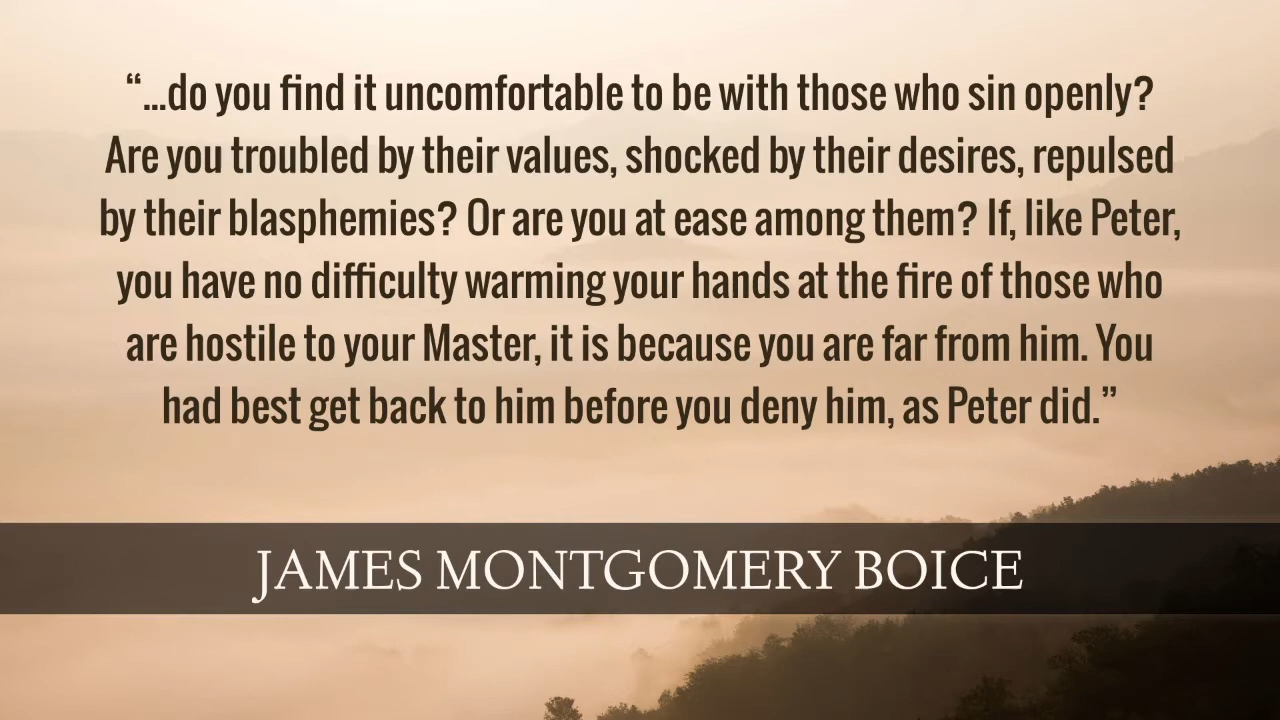 “...do you find it uncomfortable to be with those who sin openly?
Are you troubled by their values, shocked by their desires, repulsed
by their blasphemies? Or are you at ease among them? If, like Peter,
you have no difficulty warming your hands at the fire of those who
are hostile to your Master, it is because you are far from him. You
had best get back to him before you deny him, as Peter did.”
JAMES MONTGOMERY BOICE